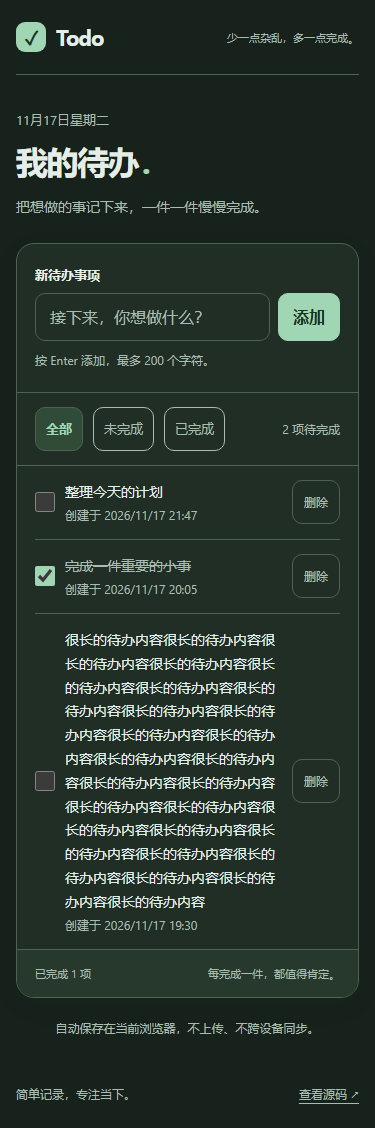 Todo
少一点杂乱，多一点完成。
11月17日星期二
我的待办.
把想做的事记下来，一件一件慢慢完成。
新待办事项
接下来，你想做什么？
添加
按 Enter 添加，最多 200 个字符。
全部
未完成
已完成
2 项待完成
整理今天的计划
创建于 2026/11/17 21:47
删除
完成一件重要的小事
创建于 2026/11/17 20:05
删除
很长的待办内容很长的待办内容很
长的待办内容很长的待办内容很长
的待办内容很长的待办内容很长的
待办内容很长的待办内容很长的待
办内容很长的待办内容很长的待办
内容很长的待办内容很长的待办内
容很长的待办内容很长的待办内容
很长的待办内容很长的待办内容很
长的待办内容很长的待办内容很长
的待办内容很长的待办内容很长的
待办内容很长的待办内容很长的待
办内容很长的待办内容
创建于 2026/11/17 19:30
删除
已完成 1 项
每完成一件，都值得肯定。
自动保存在当前浏览器，不上传、不跨设备同步。
简单记录，专注当下。
查看源码 ↗